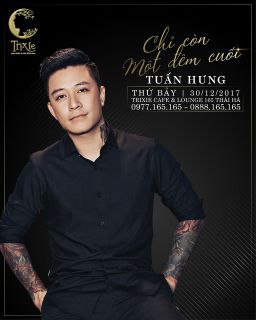 Trixie
Chỉ còn
Một đêm cuối
TUẤN HƯNG
THỨ BẢY | 30/12/2017
TRIXIE CAFE & LOUNGE 165 THÁI HÀ
0977.165.165 - 0888.165.165